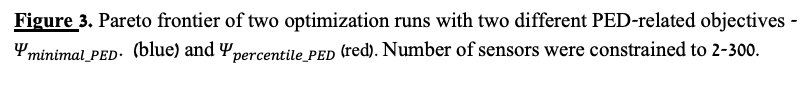 Figure 3. Pareto frontier of two optimization runs with two different PED-related objectives -
Ψminimal_PED. (blue) and Ψpercentile_PED (red). Number of sensors were constrained to 2-300.